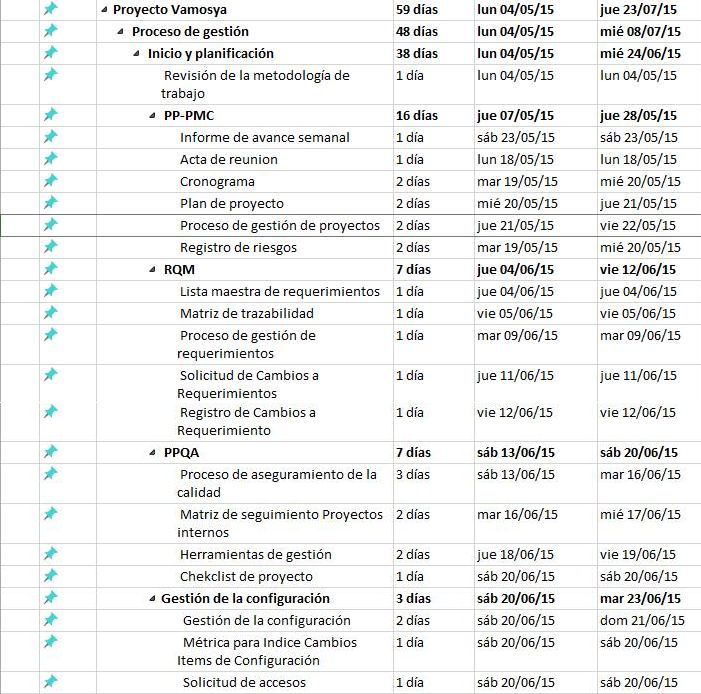 Proyecto Vamosya 59 días lun 04/05/15 jue 23/07/15
Proceso de gestión 48 días lun 04/05/15 mié 08/07/15
Inicio y planificación 38 días lun 04/05/15 mié 24/06/15
Revisión de la metodología de 1 día lun 04/05/15 lun 04/05/15
trabajo
PP-PMC 16 días jue 07/05/15 jue 28/05/15
Informe de avance semanal 1 día sáb 23/05/15 sáb 23/05/15
Acta de reunion 1 día lun 18/05/15 lun 18/05/15
Cronograma 2 días mar 19/05/15 mié 20/05/15
Plan de proyecto 2 días mié 20/05/15 jue 21/05/15
Proceso de gestión de proyectos 2 días jue 21/05/15 vie 22/05/15
Registro de riesgos 2 días mar 19/05/15 mié 20/05/15
RQM 7 días jue 04/06/15 vie 12/06/15
Lista maestra de requerimientos 1 día jue 04/06/15 jue 04/06/15
Matriz de trazabilidad 1 día vie 05/06/15 vie 05/06/15
Proceso de gestión de 1 día mar 09/06/15 mar 09/06/15
requerimientos
Solicitud de Cambios a 1 día jue 11/06/15 jue 11/06/15
Requerimientos
Registro de Cambios a 1 día vie 12/06/15 vie 12/06/15
Requerimiento
PPQA 7 días sáb 13/06/15 sáb 20/06/15
Proceso de aseguramiento de la 3 días sáb 13/06/15 mar 16/06/15
calidad
Matriz de seguimiento Proyectos 2 días mar 16/06/15 mié 17/06/15
internos
Herramientas de gestión 2 días jue 18/06/15 vie 19/06/15
Chekclist de proyecto 1 día sáb 20/06/15 sáb 20/06/15
Gestión de la configuración 3 días sáb 20/06/15 mar 23/06/15
Gestión de la configuración 2 días sáb 20/06/15 dom 21/06/15
Métrica para Indice Cambios 1 día sáb 20/06/15 sáb 20/06/15
Items de Configuración
Solicitud de accesos 1 día sáb 20/06/15 sáb 20/06/15